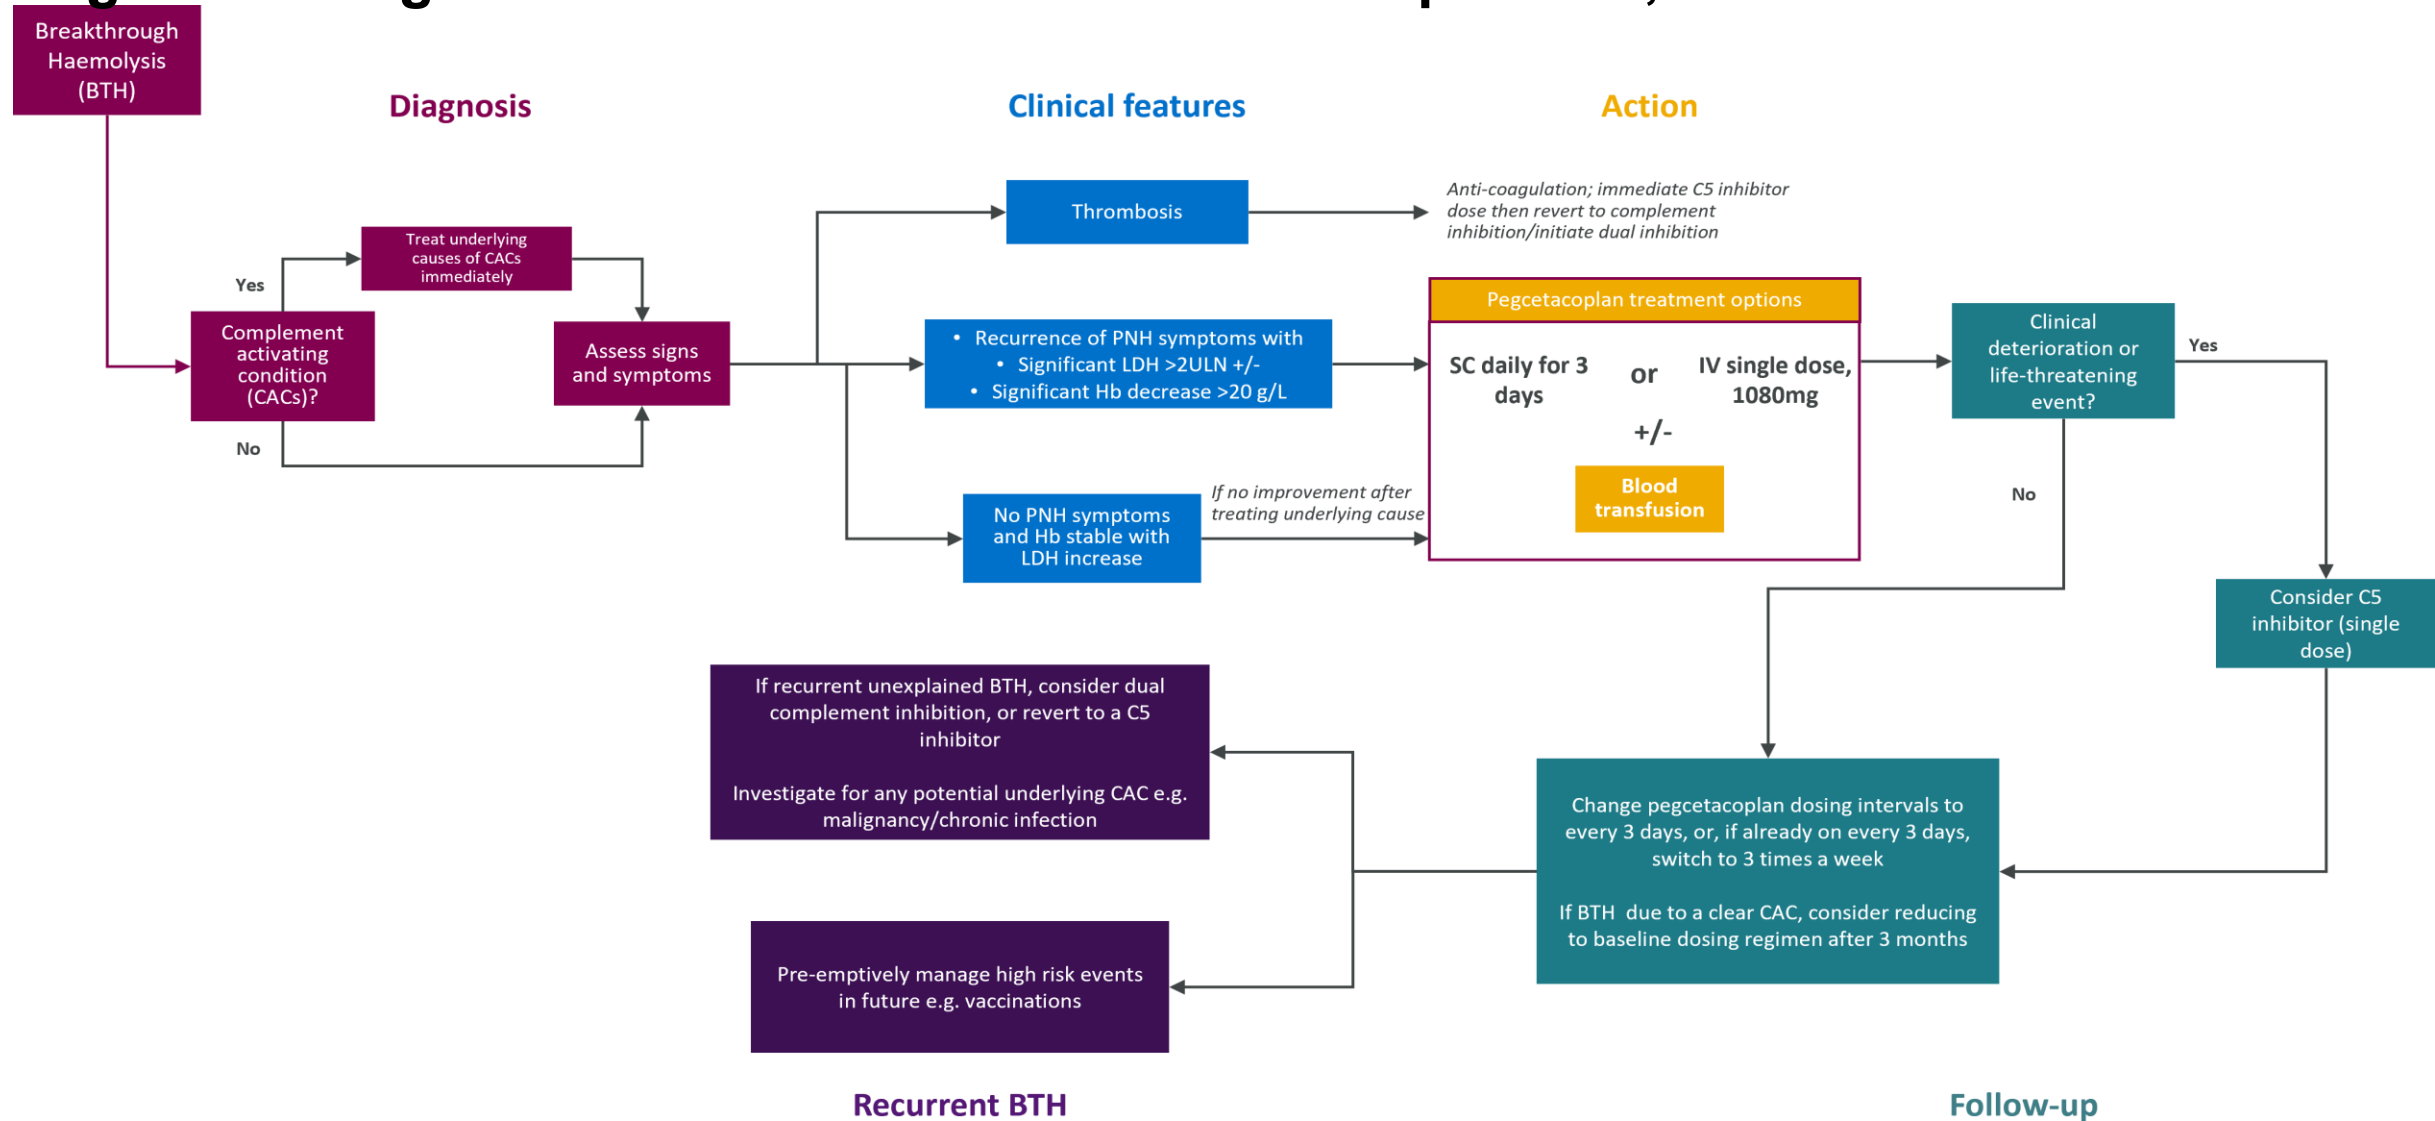 Breakthrough
Haemolysis
(BTH)
Diagnosis
Clinical features
Action
Thrombosis
Anti-coagulation; immediate C5 inhibitor
dose then revert to complement
inhibition/initiate dual inhibition
Treat underlying
causes of CACs
immediately
Yes
Complement
activating
condition
(CACs)?
No
Assess signs
and symptoms
• Recurrence of PNH symptoms with
• Significant LDH >2ULN +/-
• Significant Hb decrease >20 g/L
No PNH symptoms
and Hb stable with
LDH increase
If no improvement after
treating underlying cause
Pegcetacoplan treatment options
SC daily for 3
days
or
IV single dose,
1080mg
+/-
Blood
transfusion
Clinical
deterioration or
life-threatening
event?
Yes
No
Consider C5
inhibitor (single
dose)
Change pegcetacoplan dosing intervals to
every 3 days, or, if already on every 3 days,
switch to 3 times a week
If BTH due to a clear CAC, consider reducing
to baseline dosing regimen after 3 months
If recurrent unexplained BTH, consider dual
complement inhibition, or revert to a C5
inhibitor
Investigate for any potential underlying CAC e.g.
malignancy/chronic infection
Pre-emptively manage high risk events
in future e.g. vaccinations
Recurrent BTH
Follow-up